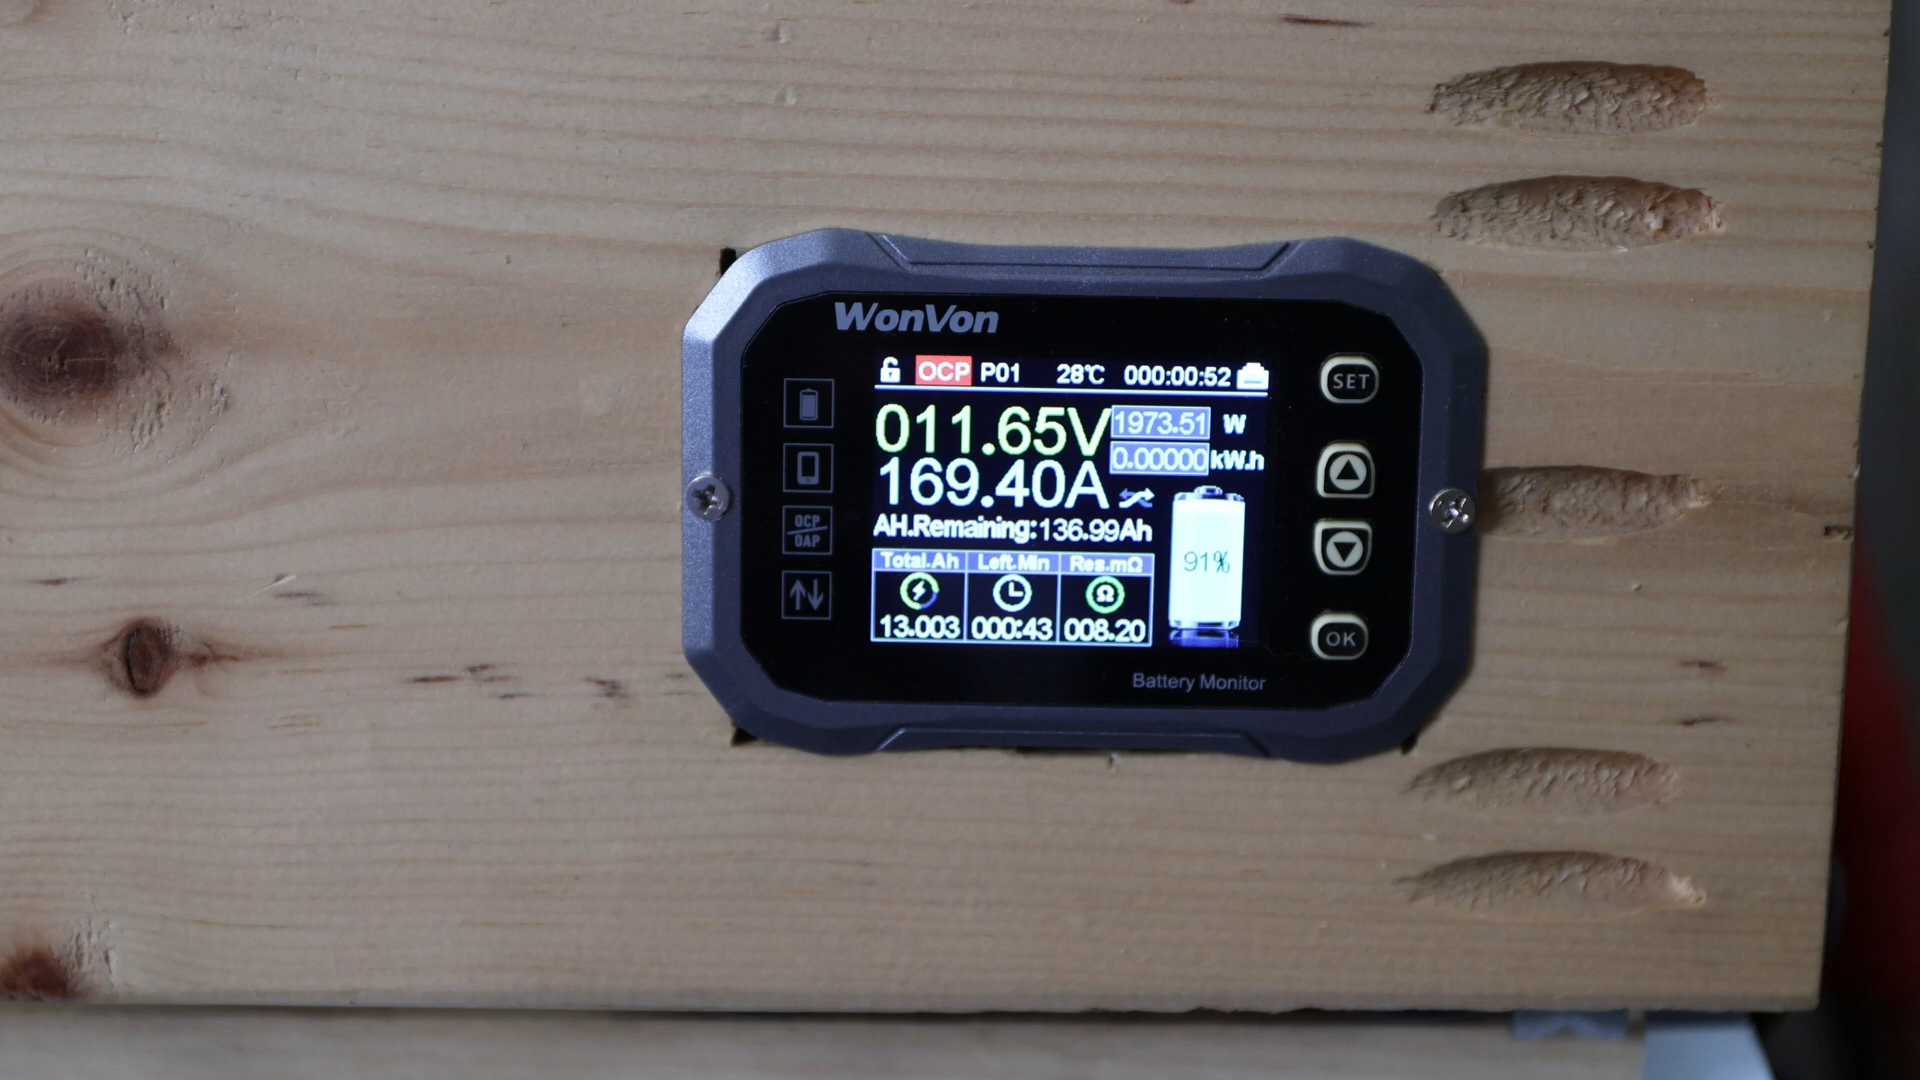 WonVon
OCP P01 28℃ 000:00:52
SET
011.65V 1973.51 W
0.00000 kW.h
169.40A
AH.Remaining:136.99Ah
OCP
OAP
91%
Total.Ah Left.Min Res.mΩ
Ω
13.003 000:43 008.20
OK
Battery Monitor